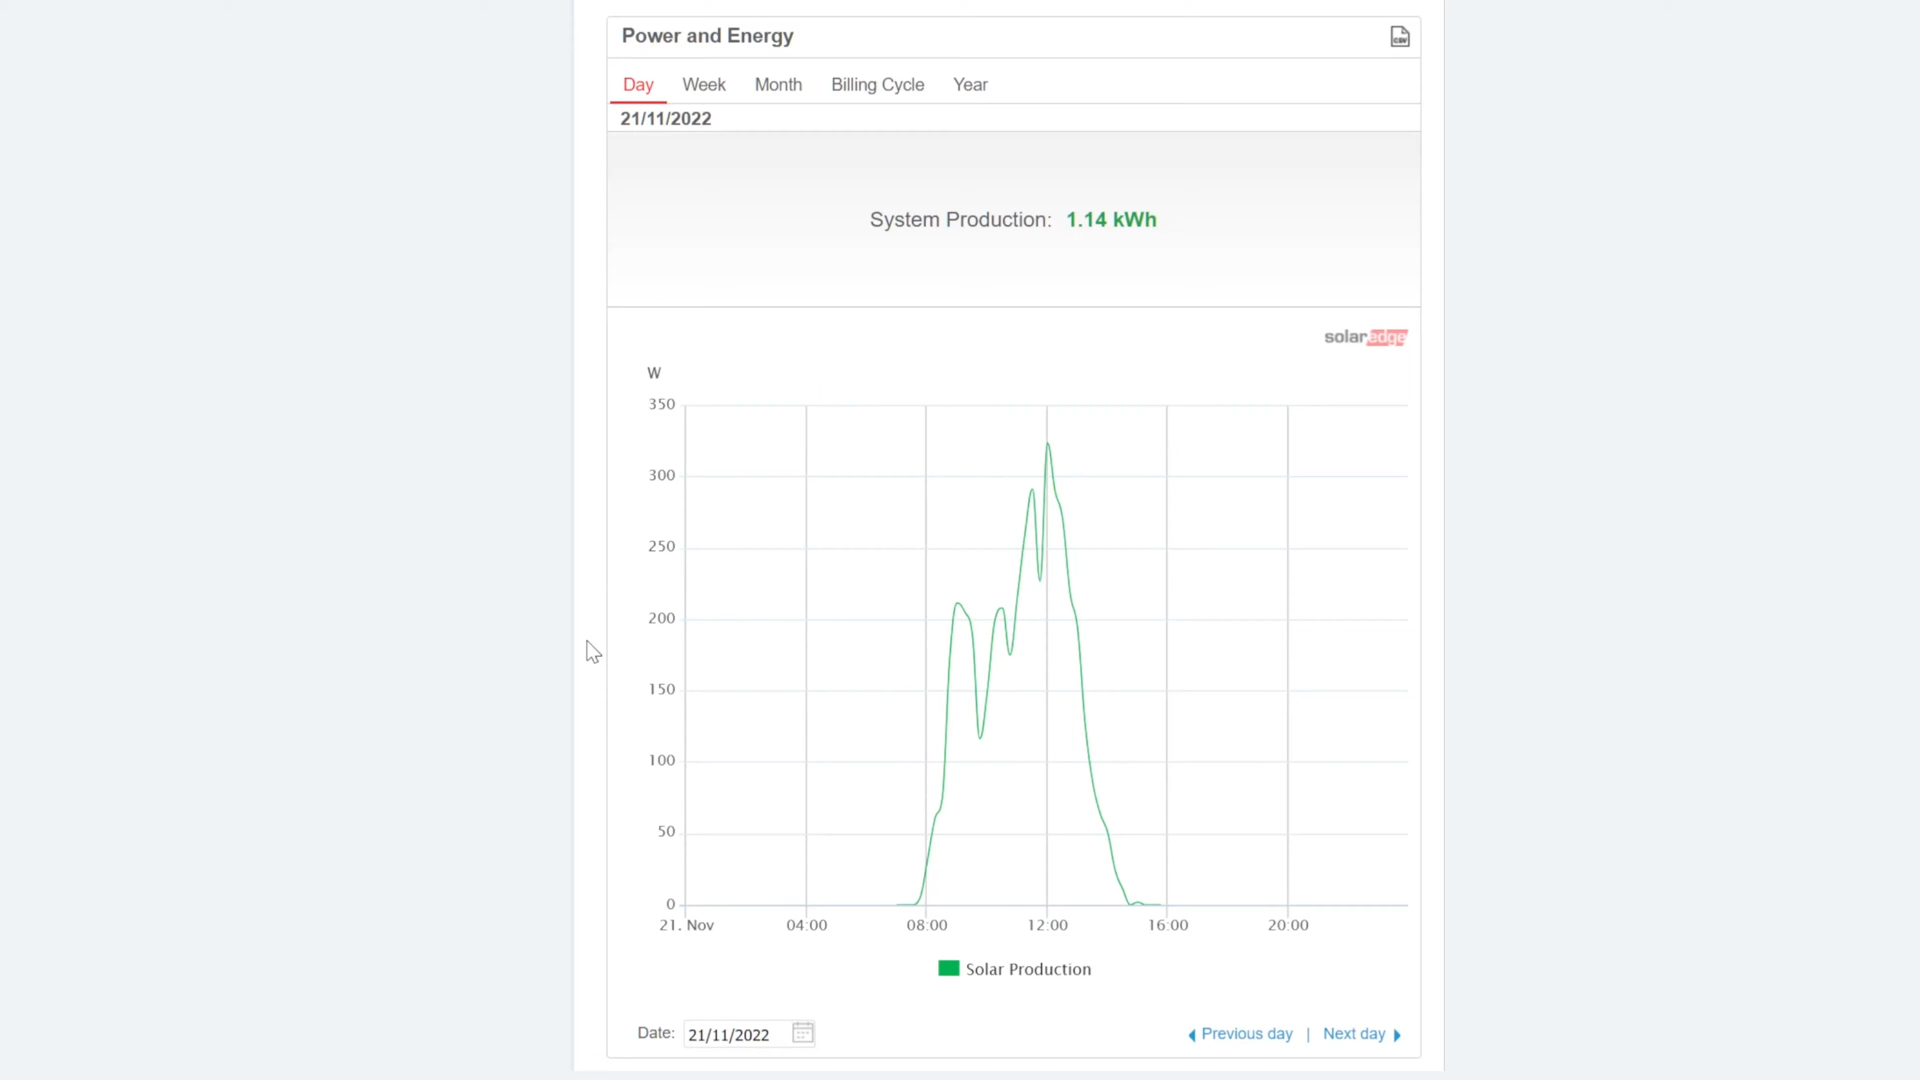 Power and Energy
CSV
Day Week Month Billing Cycle Year
21/11/2022
System Production: 1.14 kWh
solaredge
W
350
300
250
200
150
100
50
0
21. Nov 04:00 08:00 12:00 16:00 20:00
Solar Production
Date: 21/11/2022 Previous day | Next day